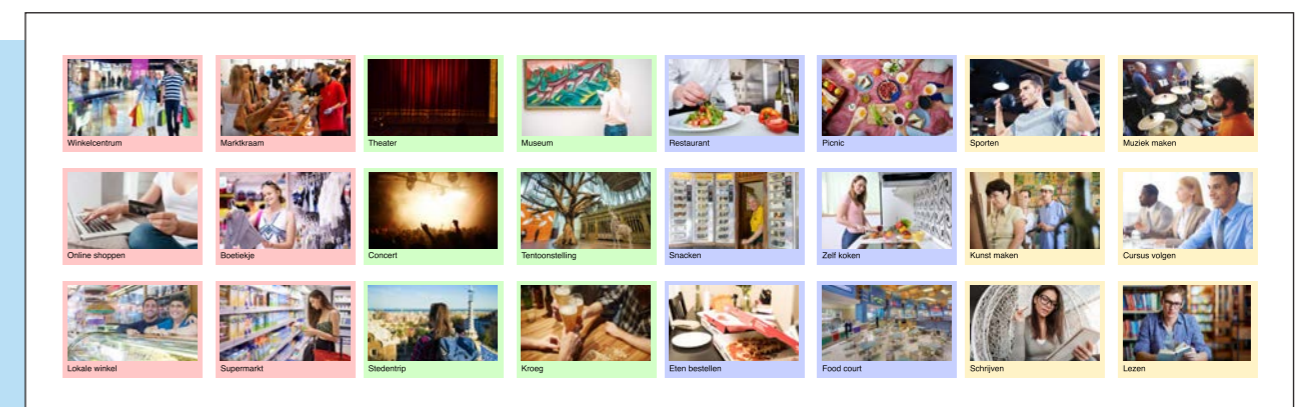 Winkelcentrum
Marktkraam
Theater
Museum
Restaurant
Picnic
Sporten
Muziek maken
Online shoppen
Boetiekje
Concert
Tentoonstelling
Snacken
Zelf koken
Kunst maken
Cursus volgen
Lokale winkel
Supermarkt
Stedentrip
Kroeg
Eten bestellen
Food court
Schrijven
Lezen